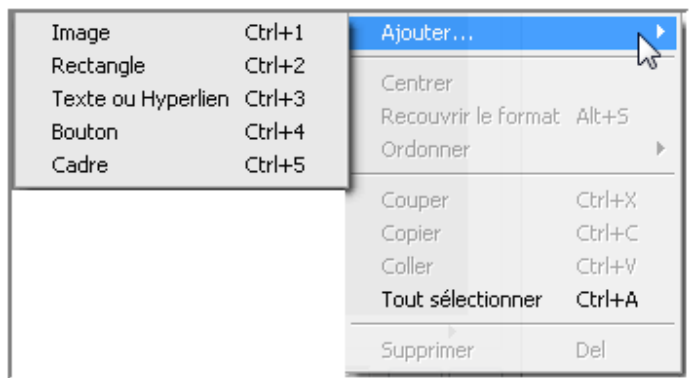 Image Ctrl+1
Rectangle Ctrl+2
Texte ou Hyperlien Ctrl+3
Bouton Ctrl+4
Cadre Ctrl+5
Ajouter...
Centrer
Recouvrir le format Alt+S
Ordonner
Couper Ctrl+X
Copier Ctrl+C
Coller Ctrl+V
Tout sélectionner Ctrl+A
Supprimer Del